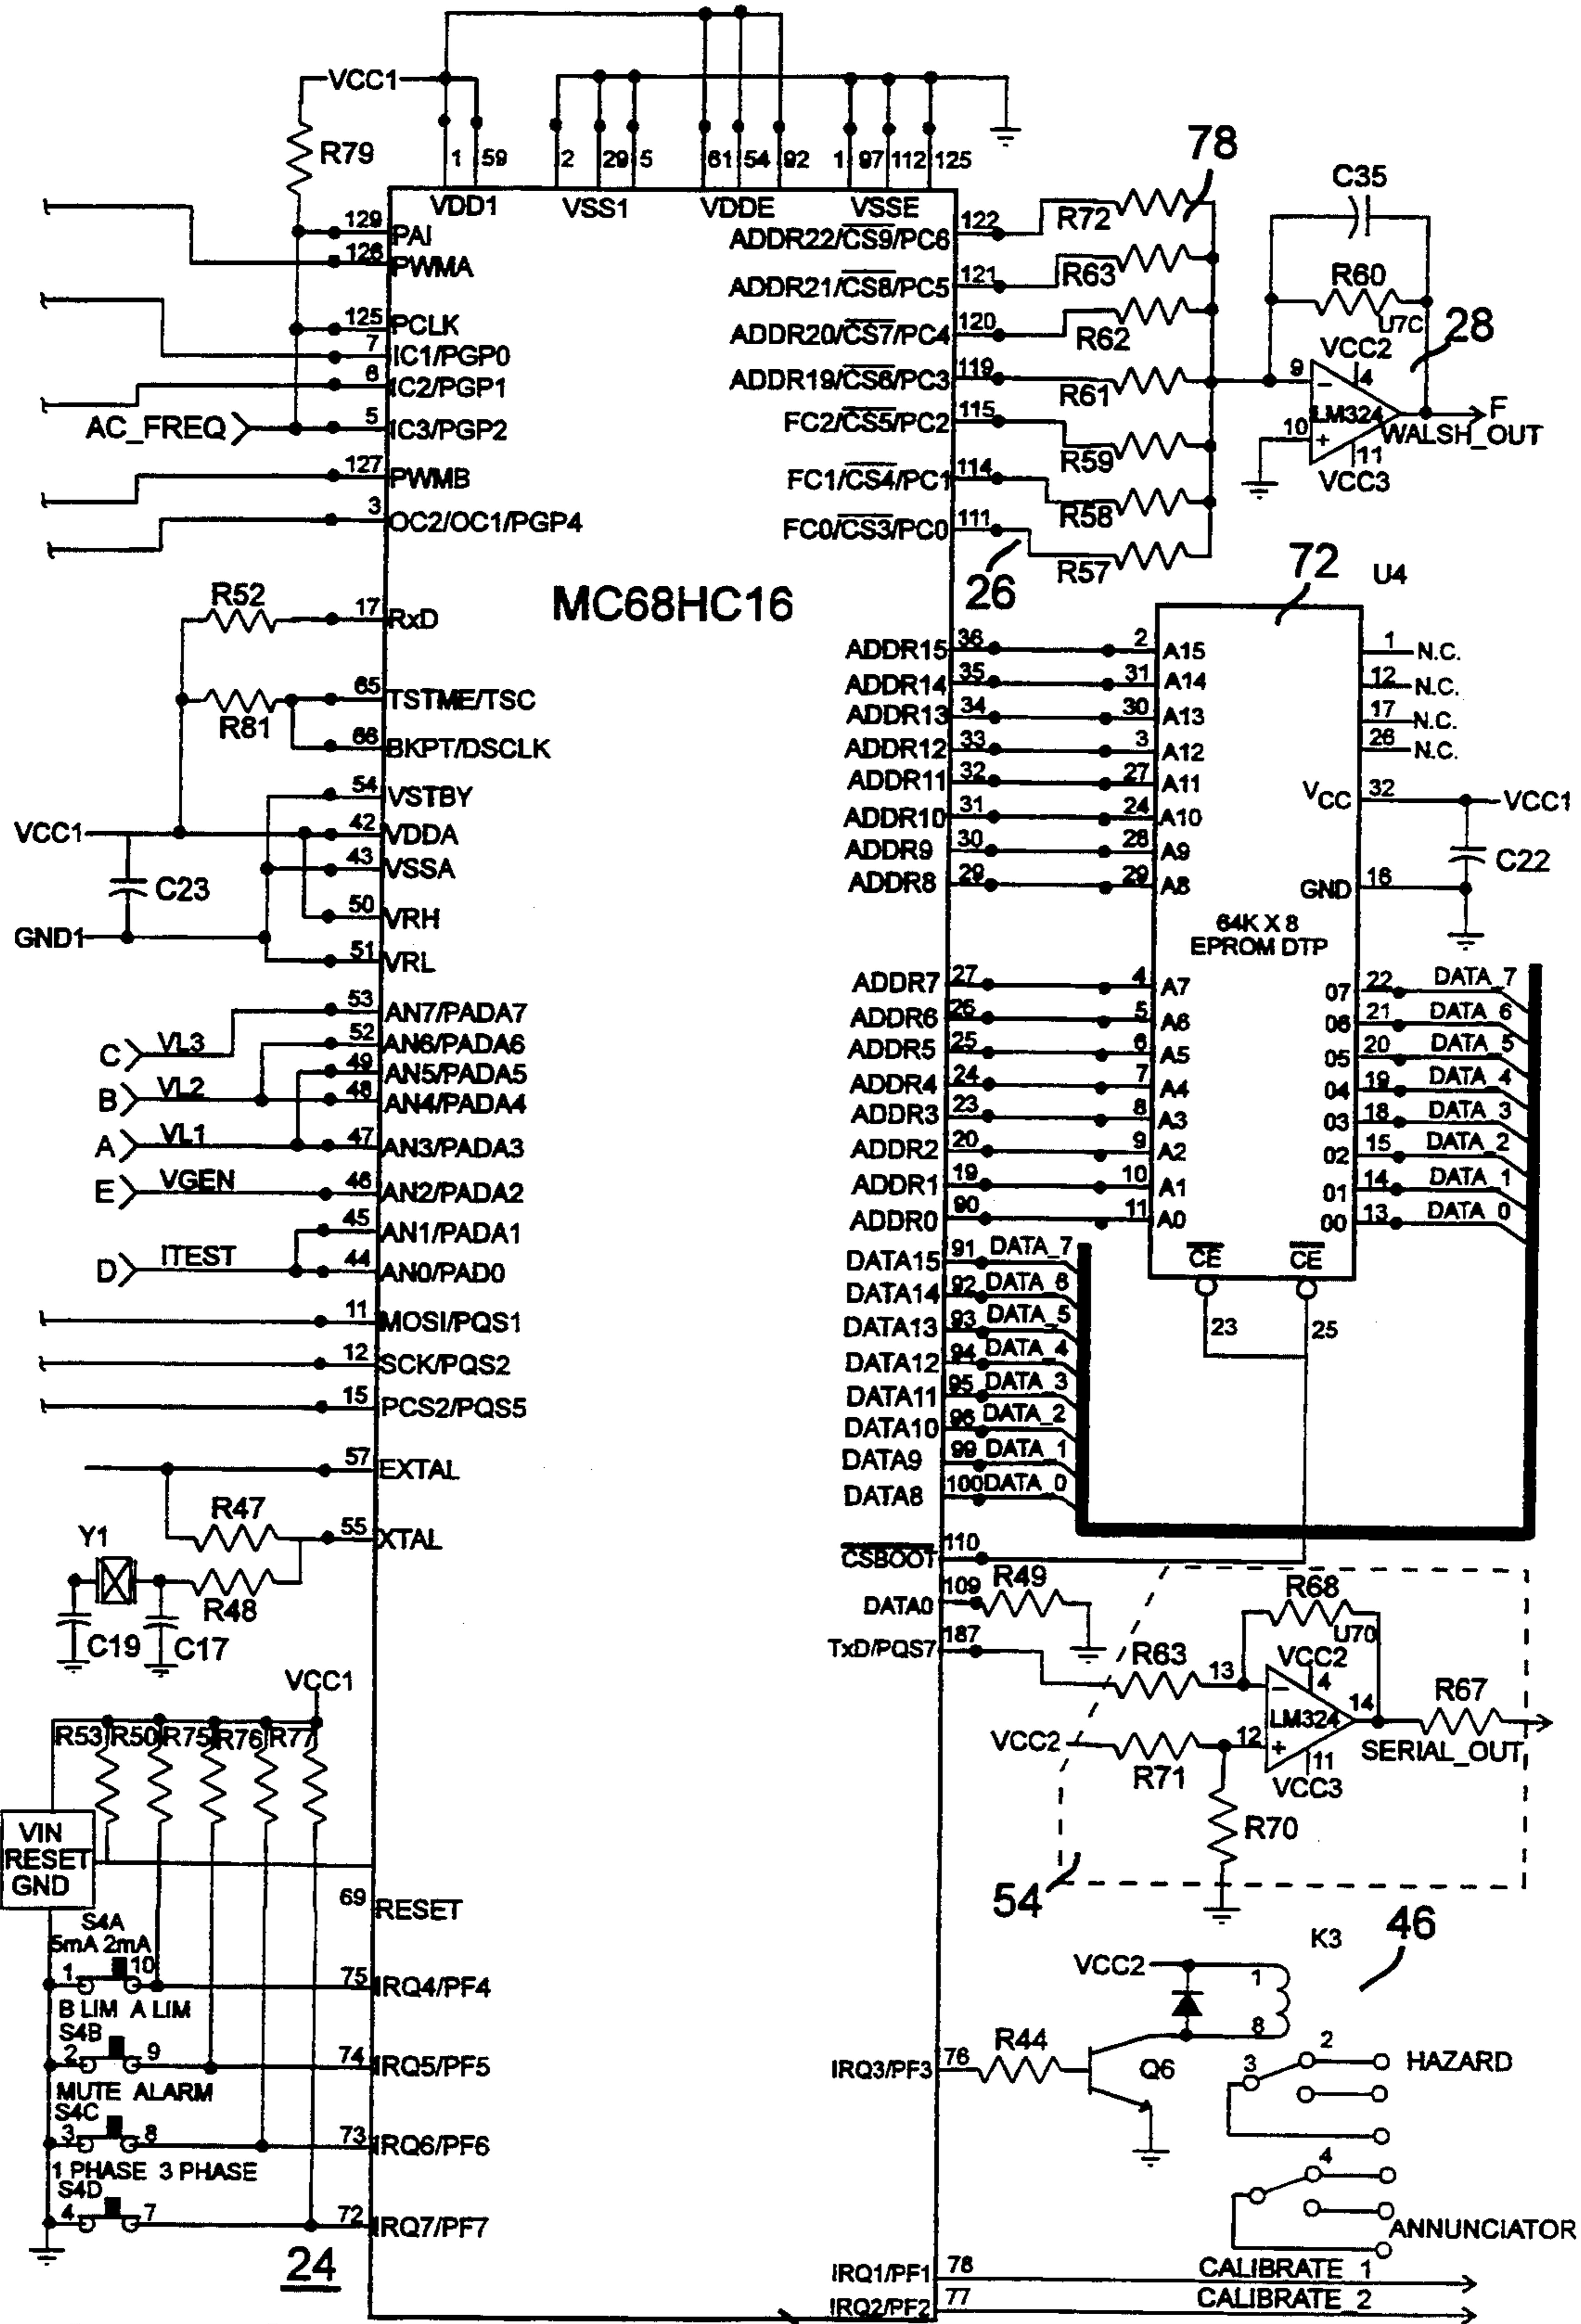 VCC1
R79
1 59 2 29 5 61 54 92 1 97 112 125
VDD1 VSS1 VDDE VSSE
78
C35
R60
U7C
VCC2
28
9 - 4
LM324
10 + 11
VCC3
F
WALSH_OUT
129 PAI
126 PWMA
125 PCLK
7 IC1/PGP0
6 IC2/PGP1
AC_FREQ 5 IC3/PGP2
127 PWMB
3 OC2/OC1/PGP4
ADDR22/CS9/PC6 122 R72
ADDR21/CS8/PC5 121 R63
ADDR20/CS7/PC4 120 R62
ADDR19/CS6/PC3 119 R61
FC2/CS5/PC2 115 R59
FC1/CS4/PC1 114 R58
FC0/CS3/PC0 111 R57
26
MC68HC16
R52 17 RxD
R81 65 TSTME/TSC
66 BKPT/DSCLK
54 VSTBY
VCC1 42 VDDA
43 VSSA
C23
50 VRH
GND1
51 VRL
53 AN7/PADA7
C VL3 52 AN6/PADA6
49 AN5/PADA5
B VL2 48 AN4/PADA4
A VL1 47 AN3/PADA3
E VGEN 46 AN2/PADA2
45 AN1/PADA1
D ITEST 44 AN0/PAD0
11 MOSI/PQS1
12 SCK/PQS2
15 PCS2/PQS5
57 EXTAL
R47
55 XTAL
Y1
R48
C19 C17
72 U4
ADDR15 36 2 A15
ADDR14 35 31 A14
ADDR13 34 30 A13
ADDR12 33 3 A12
ADDR11 32 27 A11
ADDR10 31 24 A10
ADDR9 30 28 A9
ADDR8 29 29 A8
1 N.C.
12 N.C.
17 N.C.
26 N.C.
VCC 32 VCC1
C22
GND 16
64K X 8
EPROM DTP
ADDR7 27 4 A7
ADDR6 26 5 A6
ADDR5 25 6 A5
ADDR4 24 7 A4
ADDR3 23 8 A3
ADDR2 20 9 A2
ADDR1 19 10 A1
ADDR0 90 11 A0
07 22 DATA_7
06 21 DATA_6
05 20 DATA_5
04 19 DATA_4
03 18 DATA_3
02 15 DATA_2
01 14 DATA_1
00 13 DATA_0
CE CE
23 25
DATA15 91 DATA_7
DATA14 92 DATA_6
DATA13 93 DATA_5
DATA12 94 DATA_4
DATA11 95 DATA_3
DATA10 96 DATA_2
DATA9 99 DATA_1
DATA8 100 DATA_0
CSBOOT 110
DATA0 109 R49
TxD/PQS7 187
R63 13 -
R68
U70
VCC2
4
LM324
14
R67
VCC2 R71 12 +
11
VCC3
SERIAL_OUT
R70
54
VCC1
R53 R50 R75 R76 R77
VIN
RESET
GND
69 RESET
S4A
5mA 2mA
1 10 75 IRQ4/PF4
B LIM A LIM
S4B
2 9 74 IRQ5/PF5
MUTE ALARM
S4C
3 8 73 IRQ6/PF6
1 PHASE 3 PHASE
S4D
4 7 72 IRQ7/PF7
24
K3
46
VCC2
1
8
IRQ3/PF3 76 R44
Q6
2
3
HAZARD
4
ANNUNCIATOR
IRQ1/PF1 78 CALIBRATE_1
IRQ2/PF2 77 CALIBRATE_2